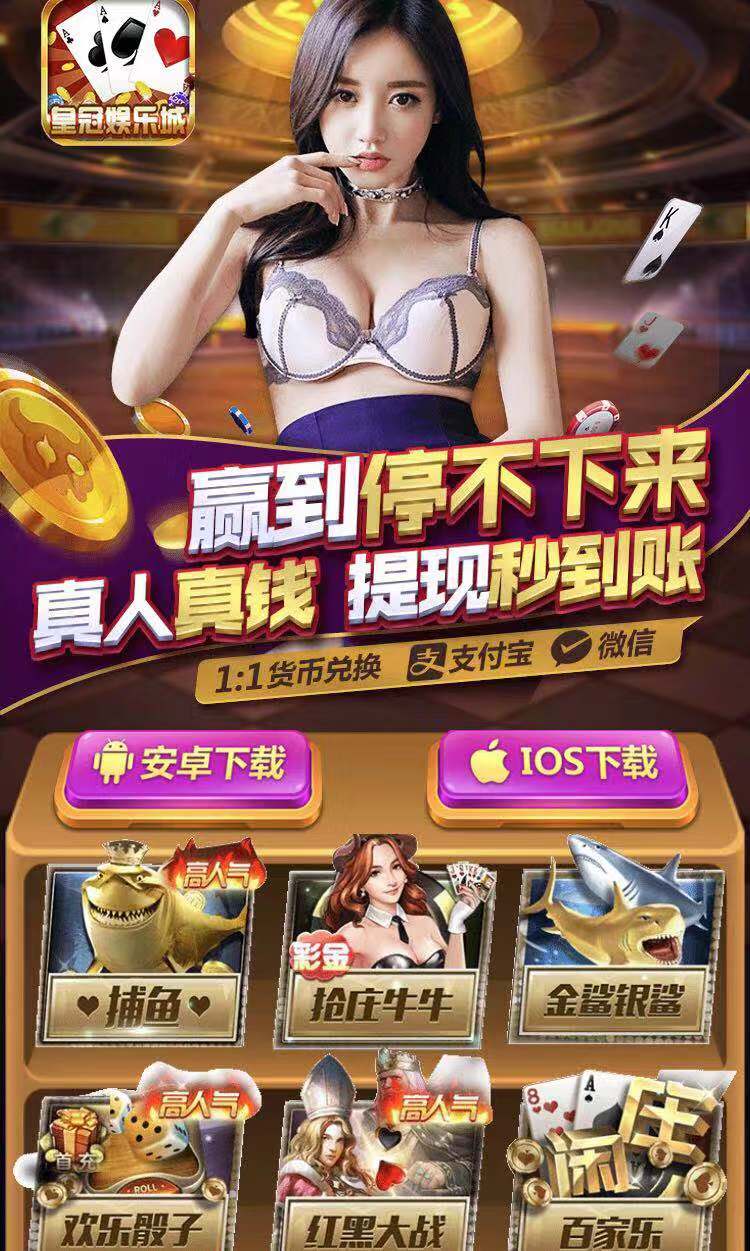 皇冠娱乐城
赢到停不下来
真人真钱 提现秒到账
1:1货币兑换 支付宝 微信
安卓下载 IOS下载
高人气
彩金
捕鱼 抢庄牛牛 金鲨银鲨
高人气 高人气
首充
ROLL
闲 庄
欢乐骰子 红黑大战 百家乐